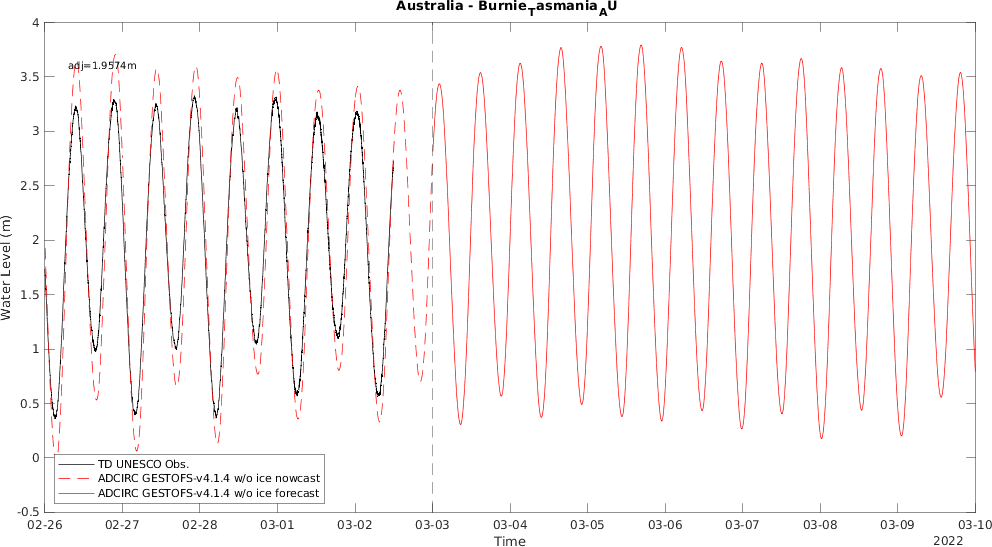 Australia - Burnie_Tasmania_AU
adj=1.9574m
4
3.5
3
2.5
2
1.5
1
0.5
0
-0.5
Water Level (m)
TD UNESCO Obs.
ADCIRC GESTOFS-v4.1.4 w/o ice nowcast
ADCIRC GESTOFS-v4.1.4 w/o ice forecast
02-26 02-27 02-28 03-01 03-02 03-03 03-04 03-05 03-06 03-07 03-08 03-09 03-10
Time
2022